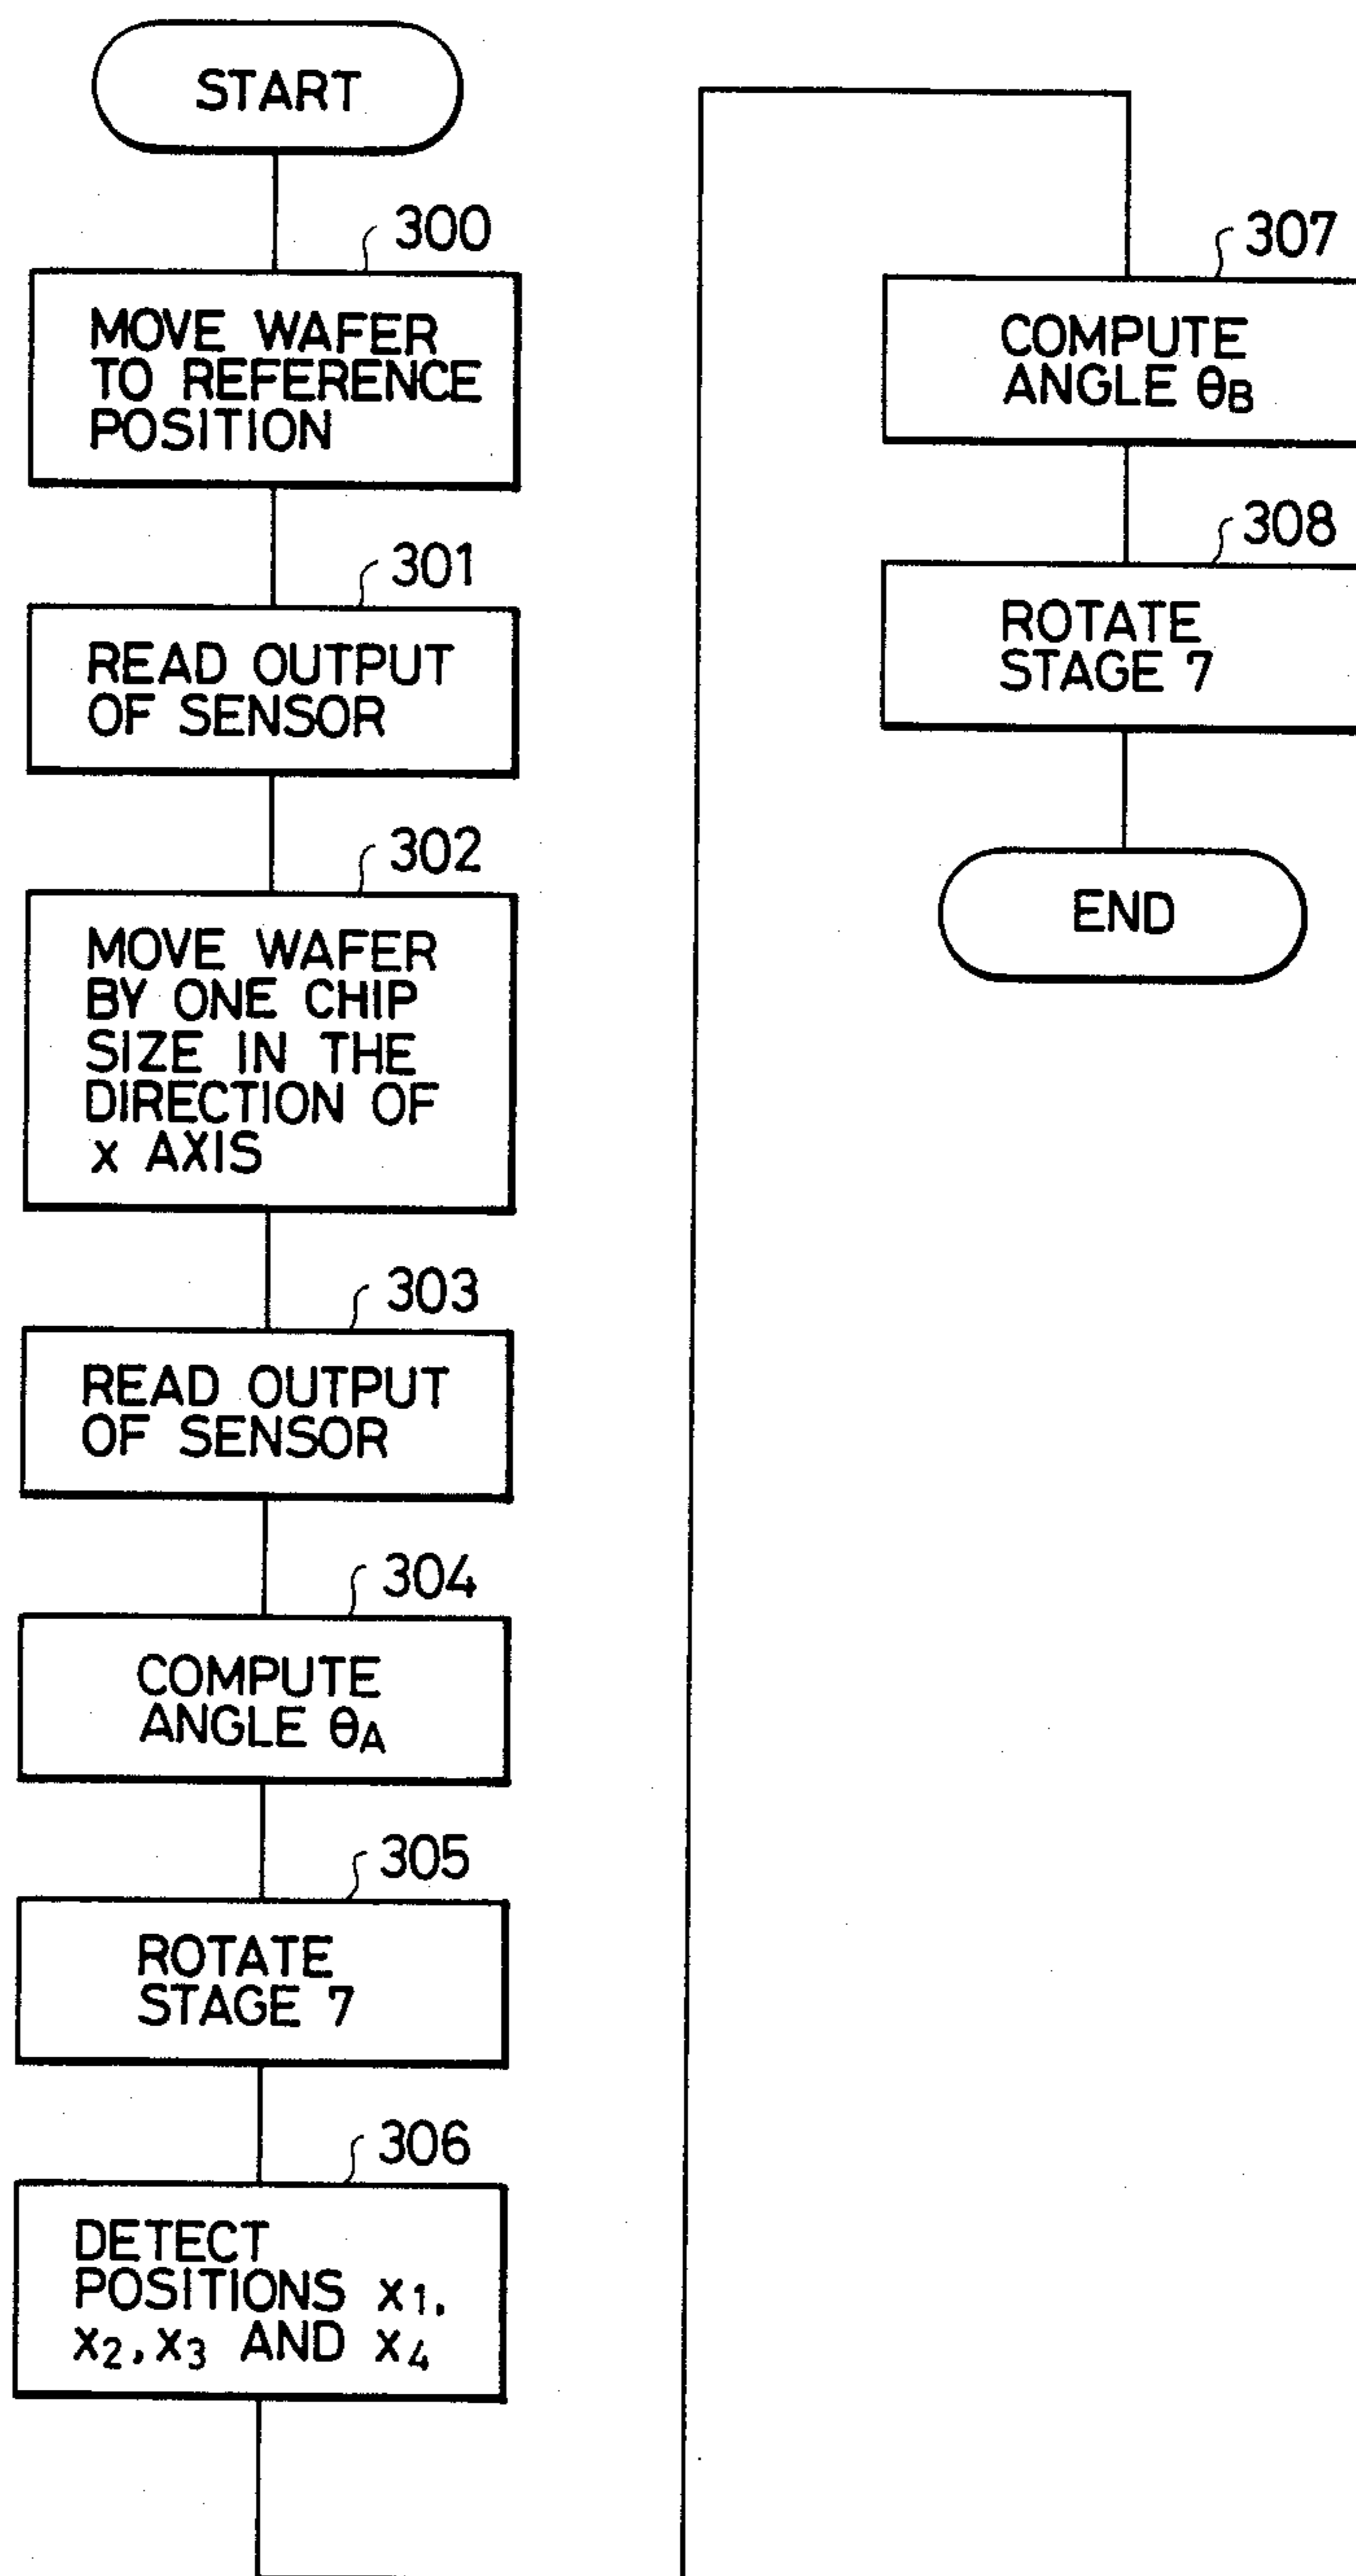 START
300
MOVE WAFER
TO REFERENCE
POSITION
301
READ OUTPUT
OF SENSOR
302
MOVE WAFER
BY ONE CHIP
SIZE IN THE
DIRECTION OF
x AXIS
303
READ OUTPUT
OF SENSOR
304
COMPUTE
ANGLE θA
305
ROTATE
STAGE 7
306
DETECT
POSITIONS x1,
x2, x3 AND x4
307
COMPUTE
ANGLE θB
308
ROTATE
STAGE 7
END